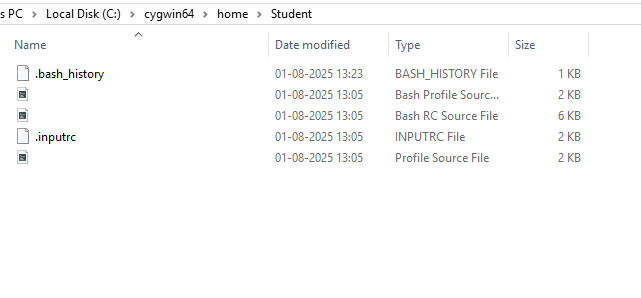 s PC > Local Disk (C:) > cygwin64 > home > Student
Name Date modified Type Size
.bash_history 01-08-2025 13:23 BASH_HISTORY File 1 KB
01-08-2025 13:05 Bash Profile Sourc... 2 KB
01-08-2025 13:05 Bash RC Source File 6 KB
.inputrc 01-08-2025 13:05 INPUTRC File 2 KB
01-08-2025 13:05 Profile Source File 2 KB